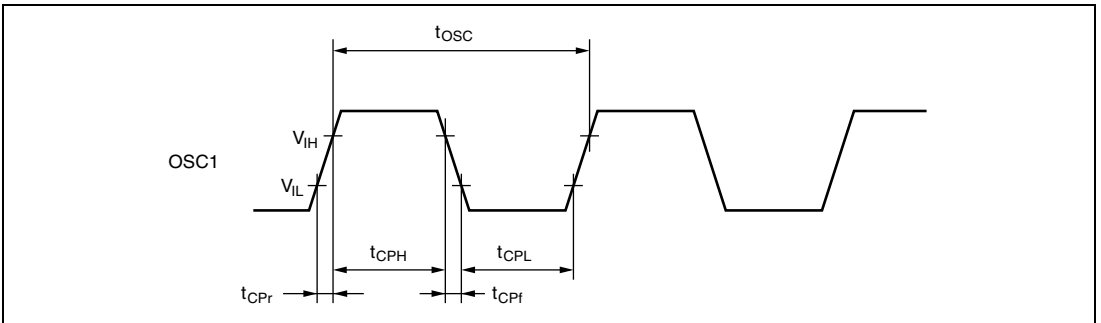 tOSC
VIH
OSC1
VIL
tCPH
tCPL
tCPr
tCPf